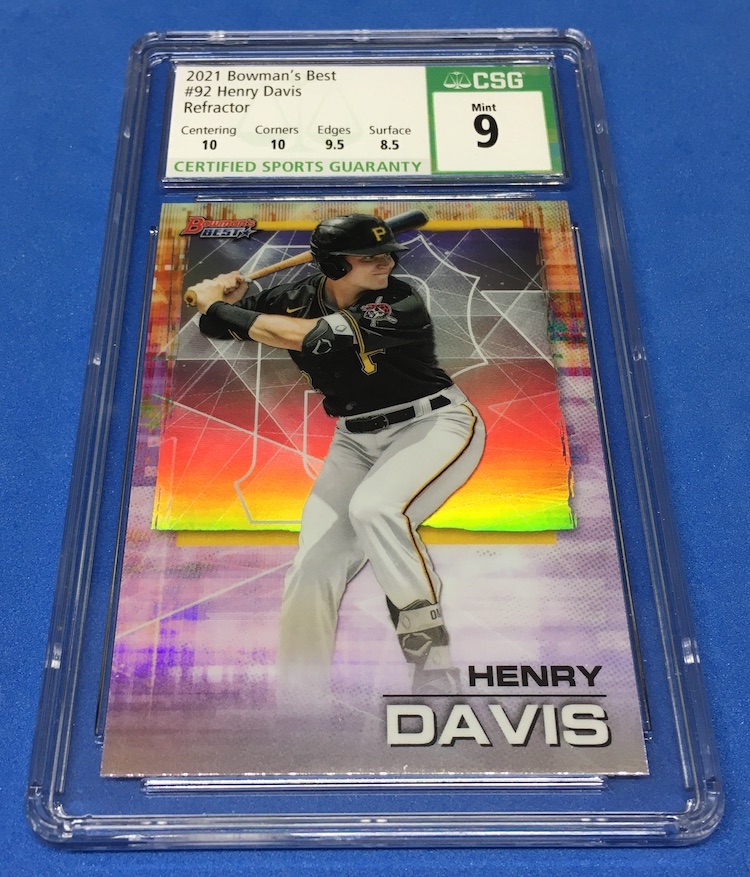 2021 Bowman's Best
#92 Henry Davis
Refractor
Centering Corners Edges Surface
10 10 9.5 8.5
CERTIFIED SPORTS GUARANTY
CSG
Mint
9
Bowman's
BEST
P
P
HENRY
DAVIS